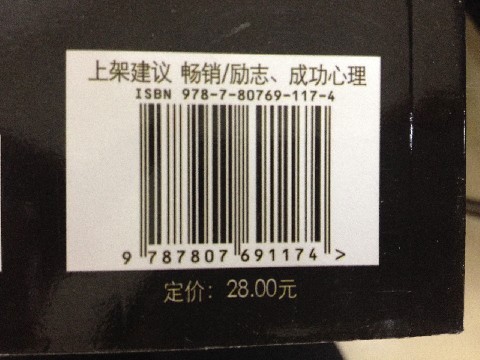 上架建议 畅销/励志、成功心理
ISBN 978-7-80769-117-4
9 787807 691174 >
定价：28.00元